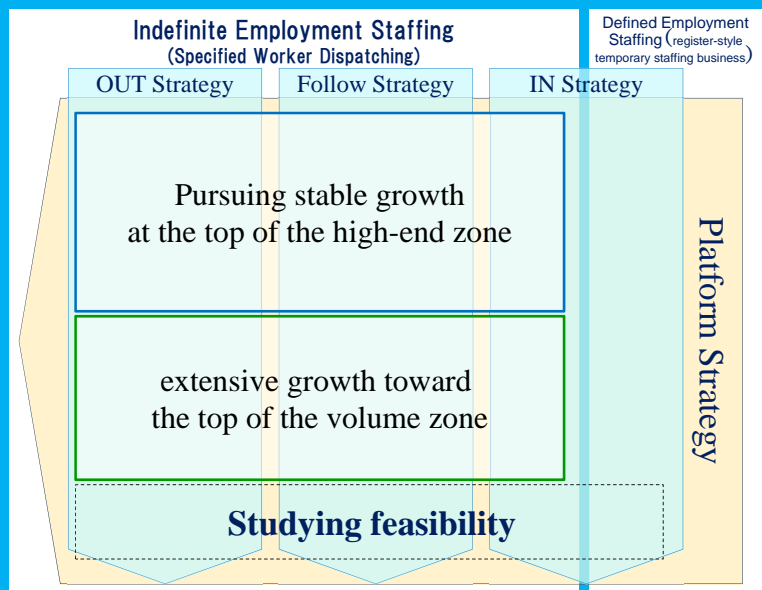 Indefinite Employment Staffing
(Specified Worker Dispatching)
Defined Employment
Staffing (register-style
temporary staffing business)
OUT Strategy
Follow Strategy
IN Strategy
Pursuing stable growth
at the top of the high-end zone
extensive growth toward
the top of the volume zone
Studying feasibility
Platform Strategy